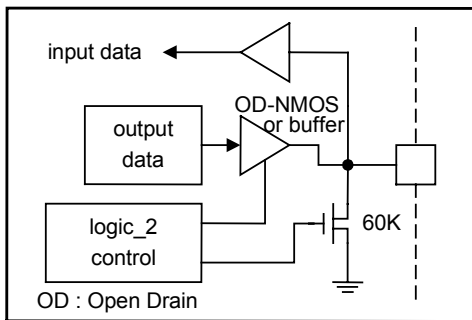 input data
OD-NMOS
or buffer
output
data
logic_2
control
60K
OD : Open Drain